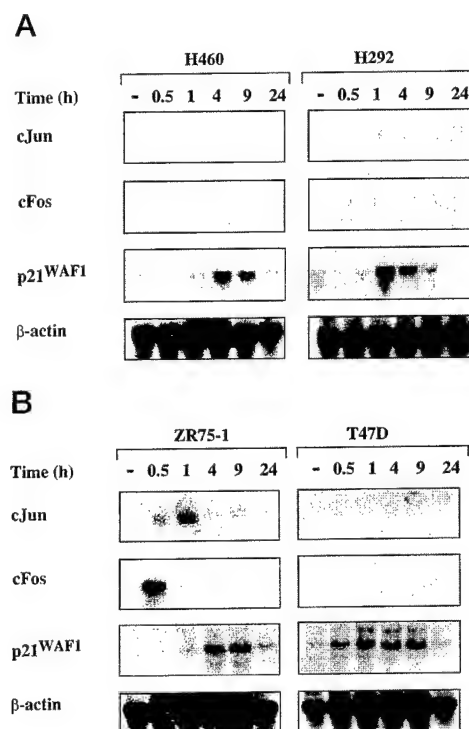 A
H460 H292
Time (h) - 0.5 1 4 9 24 - 0.5 1 4 9 24
cJun
cFos
p21WAF1
β-actin
B
ZR75-1 T47D
Time (h) - 0.5 1 4 9 24 - 0.5 1 4 9 24
cJun
cFos
p21WAF1
β-actin